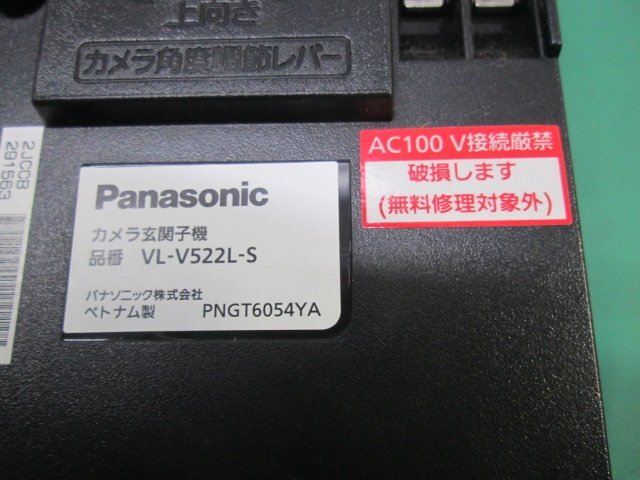 上向き
カメラ角度調節レバー
AC100 V接続厳禁
破損します
(無料修理対象外)
Panasonic
カメラ玄関子機
品番 VL-V522L-S
パナソニック株式会社
ベトナム製 PNGT6054YA
2JCCB
291563